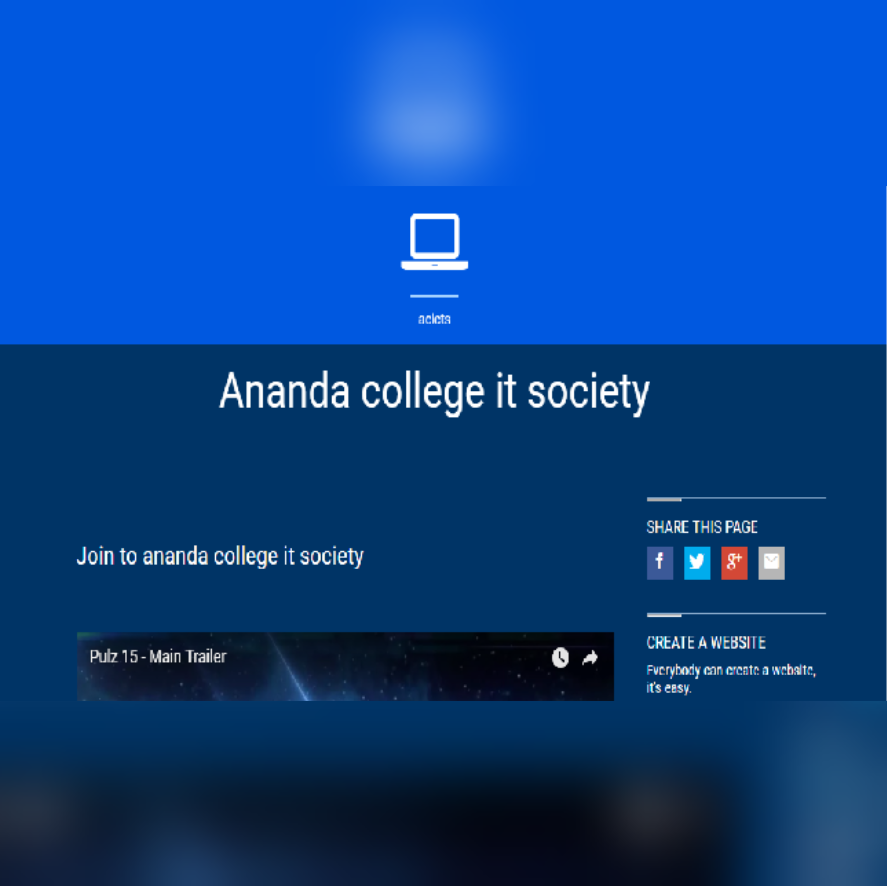 acicts
Ananda college it society
Join to ananda college it society
Pulz 15 - Main Trailer
SHARE THIS PAGE
f
g+
CREATE A WEBSITE
Everybody can create a website,
it's easy.